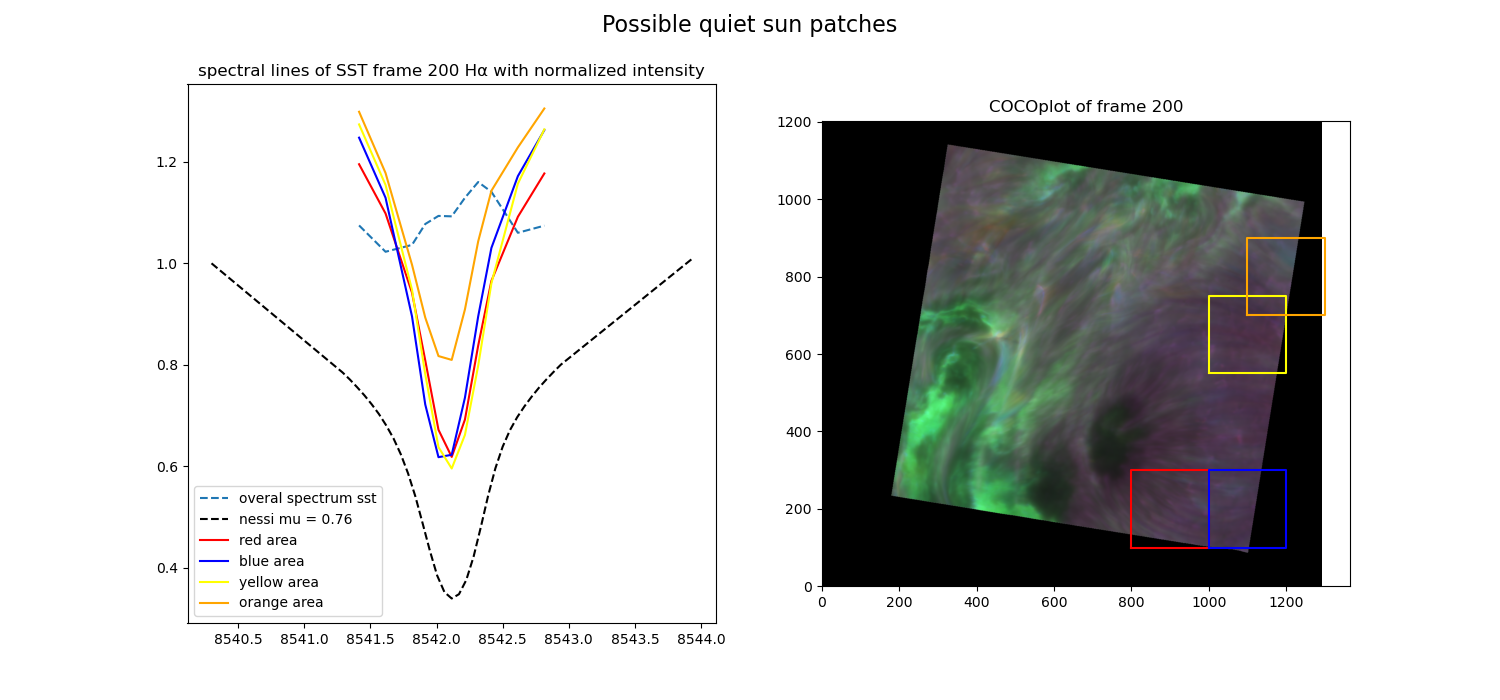 Possible quiet sun patches
spectral lines of SST frame 200 Hα with normalized intensity
1.2
1.0
0.8
0.6
0.4
overal spectrum sst
nessi mu = 0.76
red area
blue area
yellow area
orange area
8540.5 8541.0 8541.5 8542.0 8542.5 8543.0 8543.5 8544.0
COCOplot of frame 200
1200
1000
800
600
400
200
0
0 200 400 600 800 1000 1200